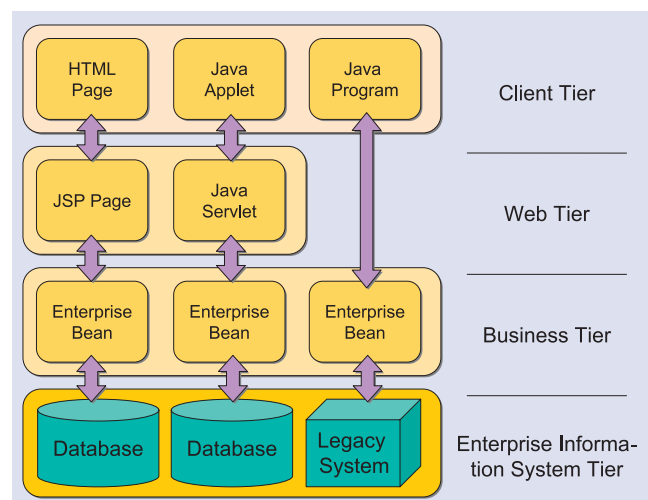 HTML
Page
Java
Applet
Java
Program
Client Tier
JSP Page
Java
Servlet
Web Tier
Enterprise
Bean
Enterprise
Bean
Enterprise
Bean
Business Tier
Database
Database
Legacy
System
Enterprise Informa-
tion System Tier